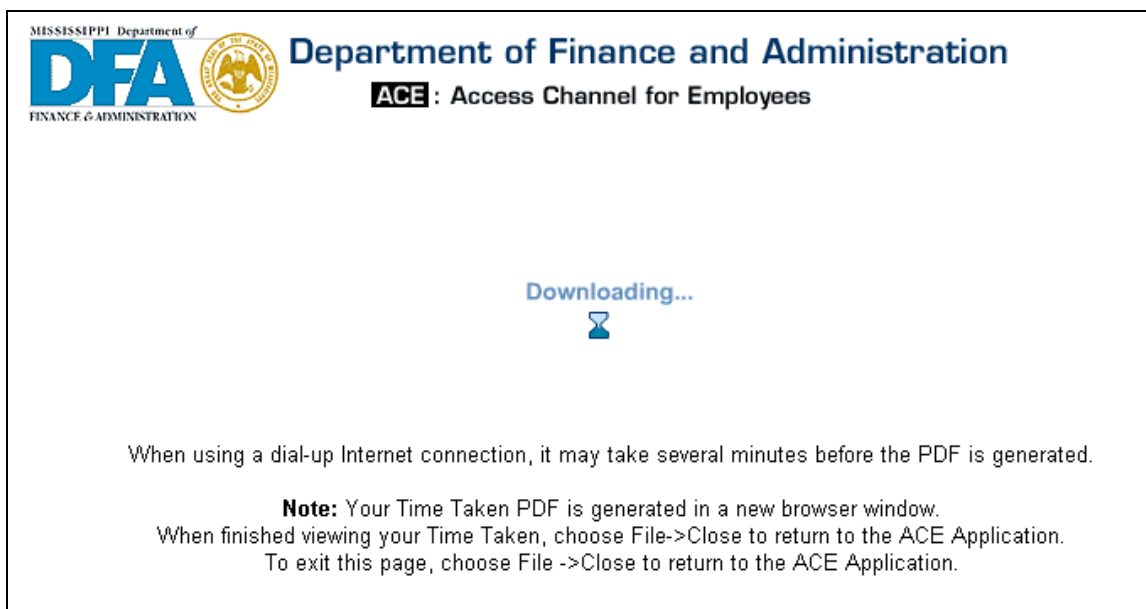 MISSISSIPPI Department of
DFA
FINANCE & ADMINISTRATION
Department of Finance and Administration
ACE : Access Channel for Employees
Downloading...
When using a dial-up Internet connection, it may take several minutes before the PDF is generated.
Note: Your Time Taken PDF is generated in a new browser window.
When finished viewing your Time Taken, choose File->Close to return to the ACE Application.
To exit this page, choose File ->Close to return to the ACE Application.